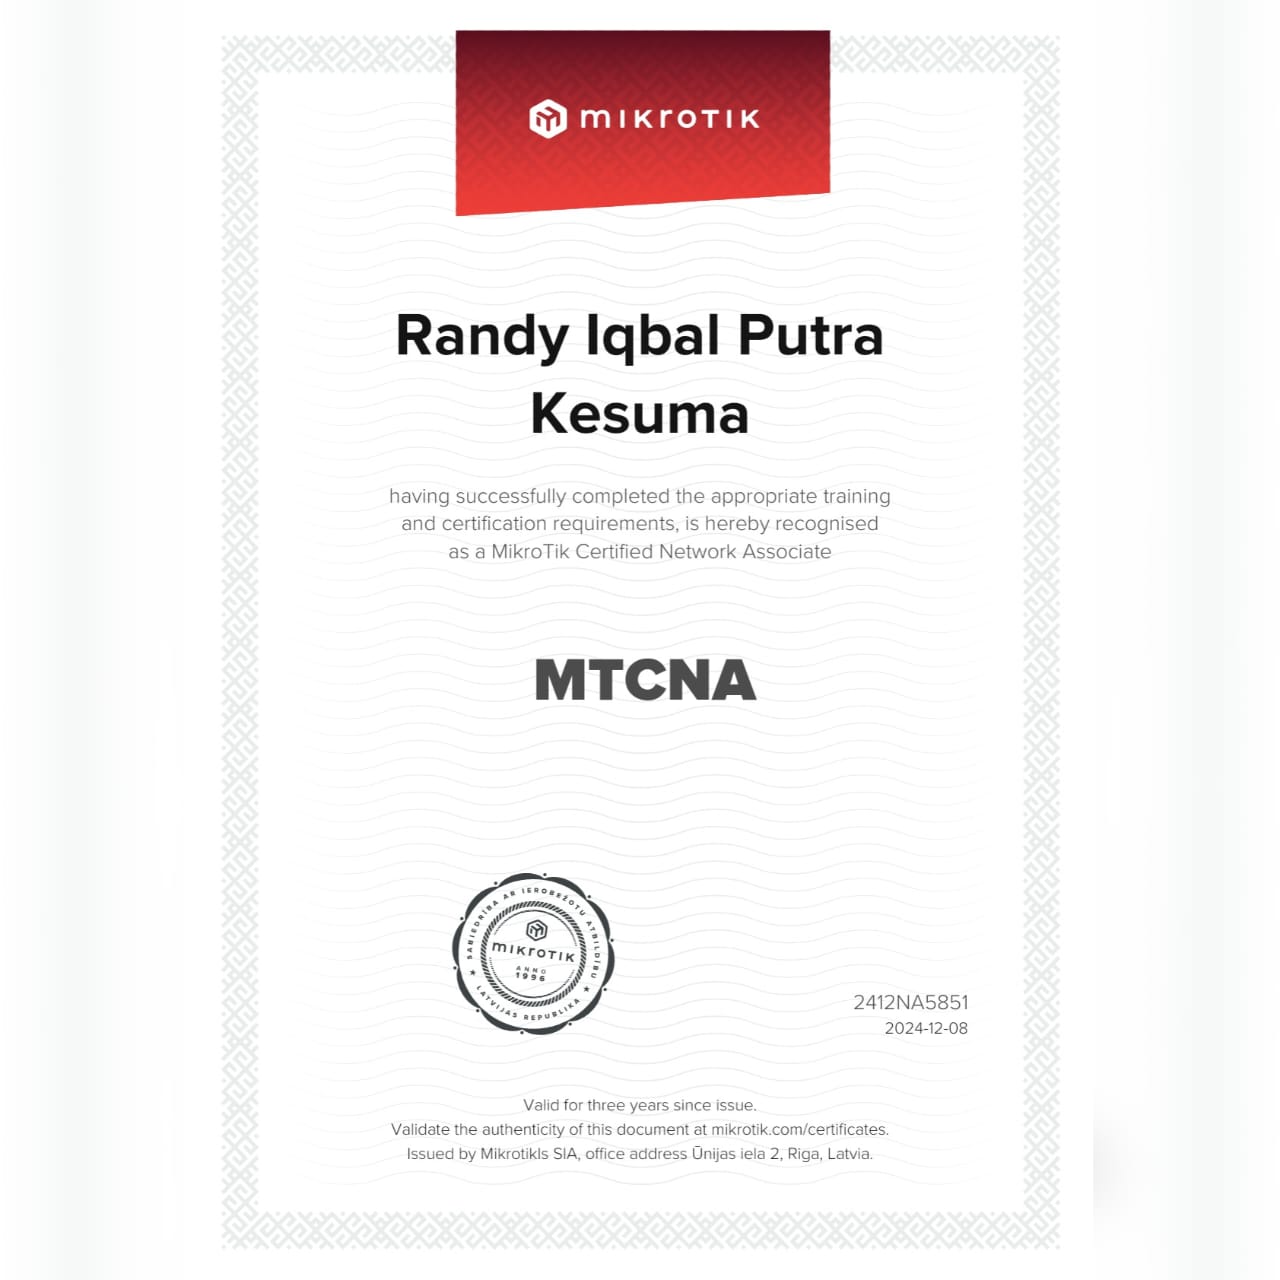 mikrotik
Randy Iqbal Putra
Kesuma
having successfully completed the appropriate training
and certification requirements, is hereby recognised
as a MikroTik Certified Network Associate
MTCNA
SABIEDRĪBA AR IEROBEŽOTU ATBILDĪBU
mikrotik
ANNO
1996
★ LATVIJAS REPUBLIKA ★
2412NA5851
2024-12-08
Valid for three years since issue.
Validate the authenticity of this document at mikrotik.com/certificates.
Issued by Mikrotikls SIA, office address Ūnijas iela 2, Riga, Latvia.